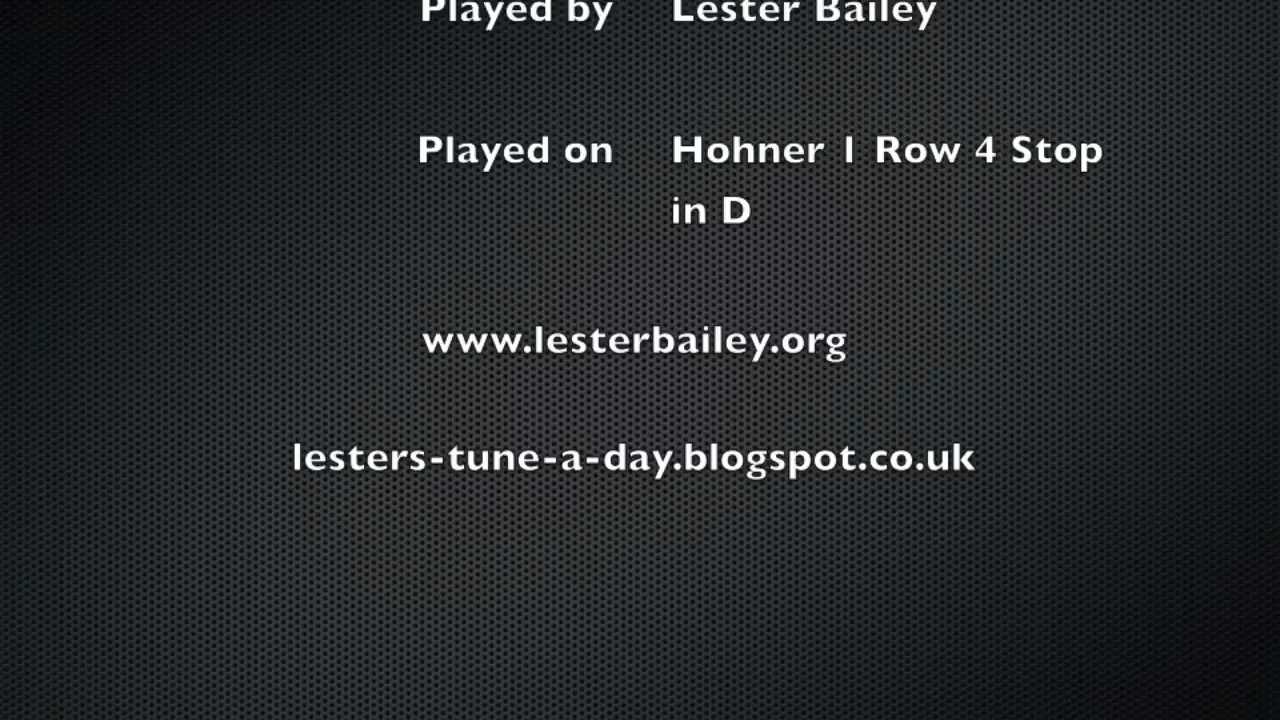 Played by Lester Bailey
Played on Hohner 1 Row 4 Stop
in D
www.lesterbailey.org
lesters-tune-a-day.blogspot.co.uk